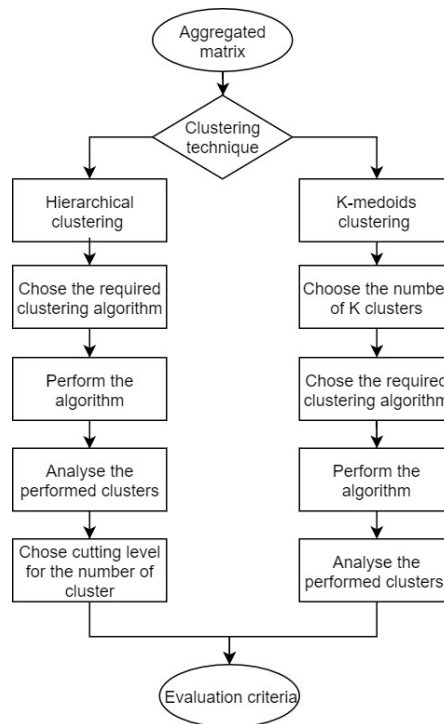 Aggregated
matrix
Clustering
technique
Hierarchical
clustering
Chose the required
clustering algorithm
Perform the
algorithm
Analyse the
performed clusters
Chose cutting level
for the number of
cluster
K-medoids
clustering
Choose the number
of K clusters
Chose the required
clustering algorithm
Perform the
algorithm
Analyse the
performed clusters
Evaluation criteria